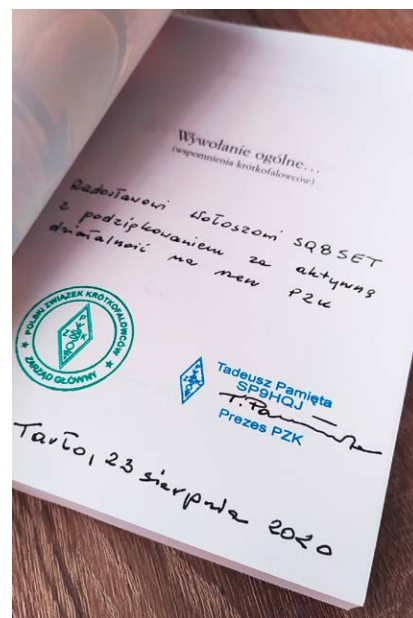 Wywołanie ogólne...
(wspomnienia krótkofalowców)
Radosławowi Wołoszowi SQ8SET
z podziękowaniem za aktywną
działalność na rzecz PZK
POLSKI ZWIĄZEK KRÓTKOFALOWCÓW
ZARZĄD GŁÓWNY
PZK
Tadeusz Pamięta
SP9HQJ
Prezes PZK
Tarło, 23 sierpnia 2020